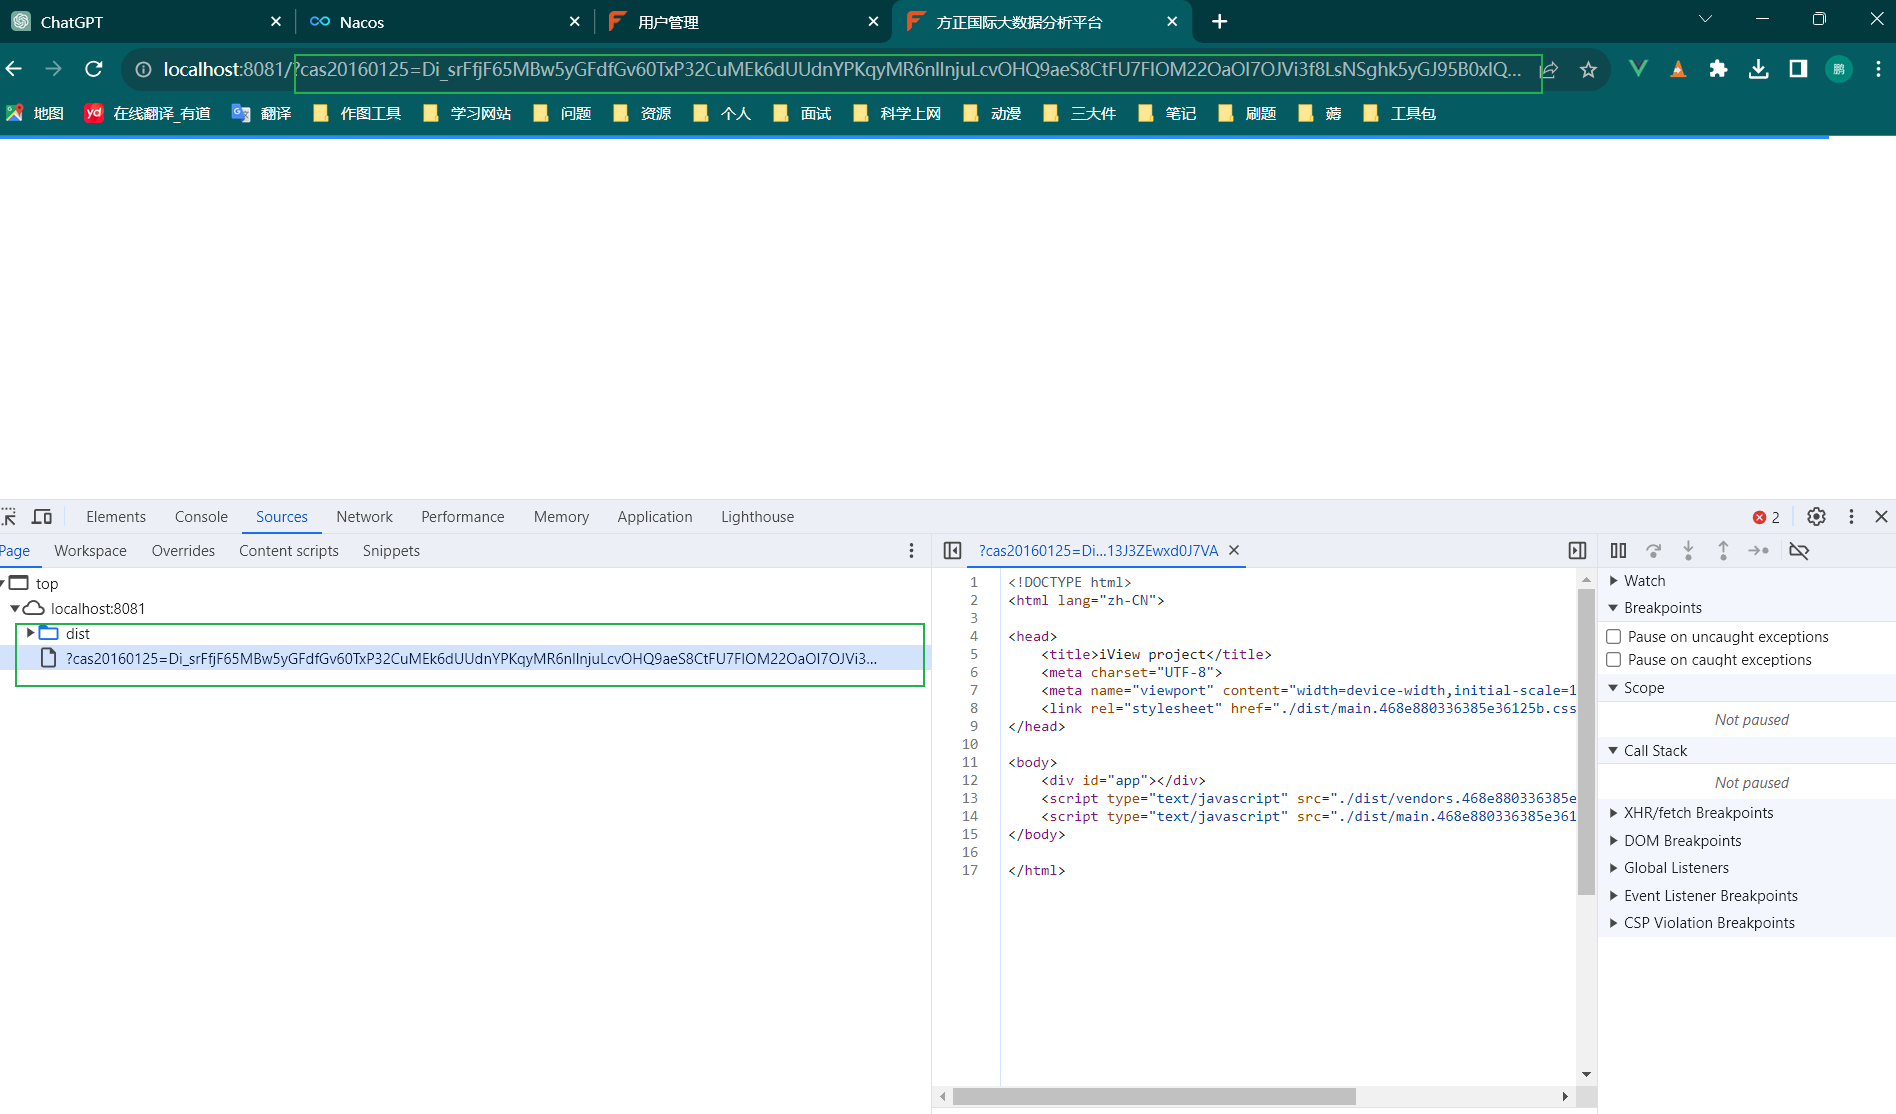 ChatGPT
Nacos
用户管理
方正国际大数据分析平台
localhost:8081/?cas20160125=Di_srFfjF65MBw5yGFdfGv60TxP32CuMEk6dUUdnYPKqyMR6nlInjuLcvOHQ9aeS8CtFU7FIOM22OaOI7OJVi3f8LsNSghk5yGJ95B0xIQ...
鹏
地图
yd 在线翻译_有道
翻译
作图工具
学习网站
问题
资源
个人
面试
科学上网
动漫
三大件
笔记
刷题
薅
工具包
Elements Console Sources Network Performance Memory Application Lighthouse 2
Page Workspace Overrides Content scripts Snippets
?cas20160125=Di...13J3ZEwxd0J7VA
top
localhost:8081
dist
?cas20160125=Di_srFfjF65MBw5yGFdfGv60TxP32CuMEk6dUUdnYPKqyMR6nlInjuLcvOHQ9aeS8CtFU7FIOM22OaOI7OJVi3...
1 <!DOCTYPE html>
2 <html lang="zh-CN">
3
4 <head>
5 <title>iView project</title>
6 <meta charset="UTF-8">
7 <meta name="viewport" content="width=device-width,initial-scale=1
8 <link rel="stylesheet" href="./dist/main.468e880336385e36125b.css
9 </head>
10
11 <body>
12 <div id="app"></div>
13 <script type="text/javascript" src="./dist/vendors.468e880336385e
14 <script type="text/javascript" src="./dist/main.468e880336385e361
15 </body>
16
17 </html>
Watch
Breakpoints
Pause on uncaught exceptions
Pause on caught exceptions
Scope
Not paused
Call Stack
Not paused
XHR/fetch Breakpoints
DOM Breakpoints
Global Listeners
Event Listener Breakpoints
CSP Violation Breakpoints